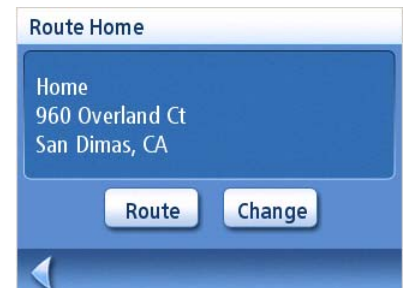 Route Home
Home
960 Overland Ct
San Dimas, CA
Route Change